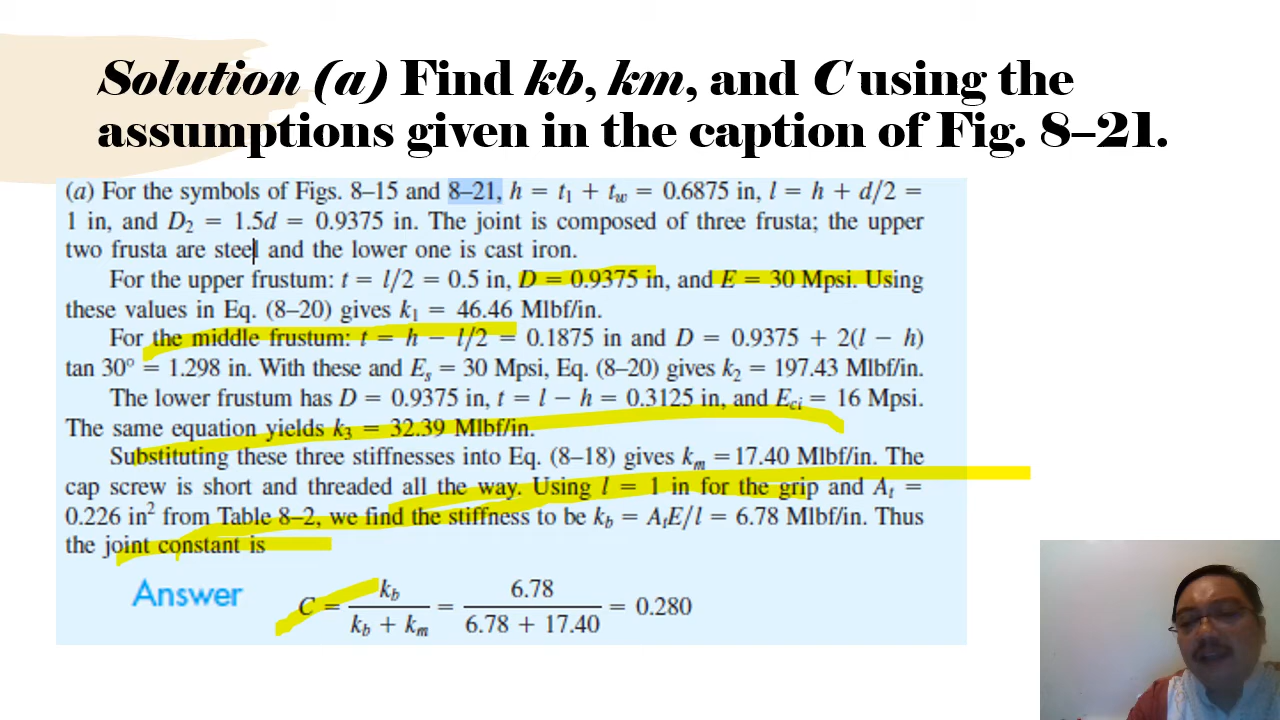 Solution (a) Find kb, km, and C using the
assumptions given in the caption of Fig. 8–21.
(a) For the symbols of Figs. 8–15 and 8–21, h = t₁ + t_w = 0.6875 in, l = h + d/2 =
1 in, and D₂ = 1.5d = 0.9375 in. The joint is composed of three frusta; the upper
two frusta are steel and the lower one is cast iron.
For the upper frustum: t = l/2 = 0.5 in, D = 0.9375 in, and E = 30 Mpsi. Using
these values in Eq. (8–20) gives k₁ = 46.46 Mlbf/in.
For the middle frustum: t = h − l/2 = 0.1875 in and D = 0.9375 + 2(l − h)
tan 30° = 1.298 in. With these and E_s = 30 Mpsi, Eq. (8–20) gives k₂ = 197.43 Mlbf/in.
The lower frustum has D = 0.9375 in, t = l − h = 0.3125 in, and E_ci = 16 Mpsi.
The same equation yields k₃ = 32.39 Mlbf/in.
Substituting these three stiffnesses into Eq. (8–18) gives k_m = 17.40 Mlbf/in. The
cap screw is short and threaded all the way. Using l = 1 in for the grip and A_t =
0.226 in² from Table 8–2, we find the stiffness to be k_b = A_tE/l = 6.78 Mlbf/in. Thus
the joint constant is
Answer
C = k_b / (k_b + k_m) = 6.78 / (6.78 + 17.40) = 0.280